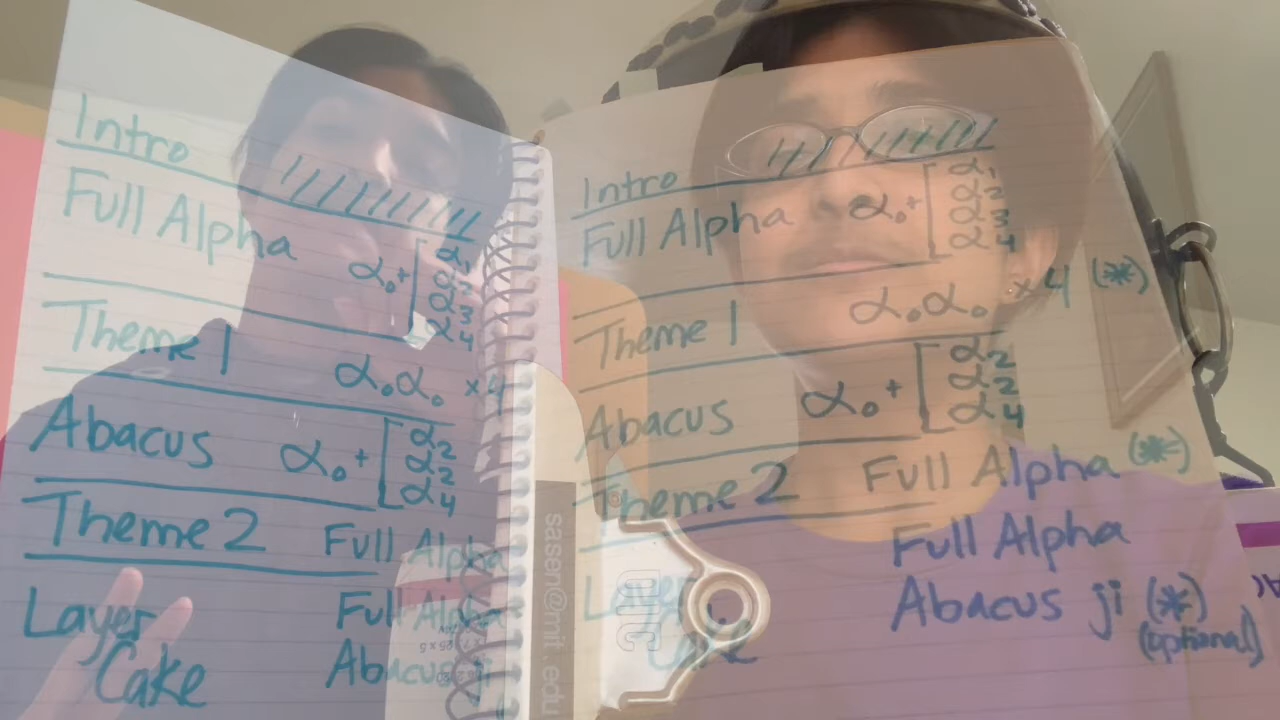 Intro
Full Alpha α₀+ [ α₁
α₂
α₃
α₄
Theme 1 α₀α₀ ×4
Abacus α₀+ [ α₂
α₂
α₄
Theme 2 Full Alpha
Layer Cake Full Alpha
Abacus ji
sasen@mit.edu
Intro
Full Alpha α₀+ [ α₁
α₂
α₃
α₄
Theme 1 α₀α₀ ×4 (*)
Abacus α₀+ [ α₂
α₂
α₄
Theme 2 Full Alpha (*)
Layer Cake Full Alpha
Abacus ji (*)
(optional)